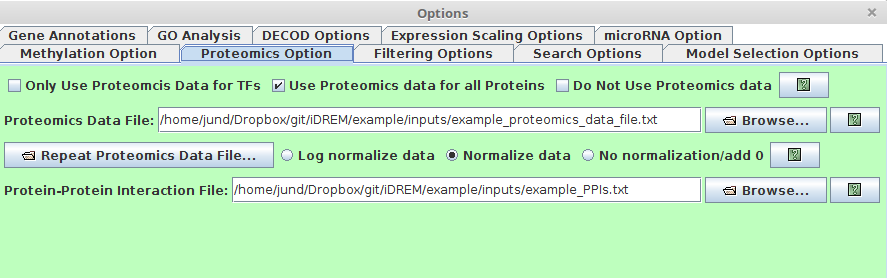 Options
Gene Annotations GO Analysis DECOD Options Expression Scaling Options microRNA Option
Methylation Option Proteomics Option Filtering Options Search Options Model Selection Options
Only Use Proteomcis Data for TFs Use Proteomics data for all Proteins Do Not Use Proteomics data ?
Proteomics Data File: /home/jund/Dropbox/git/iDREM/example/inputs/example_proteomics_data_file.txt Browse... ?
Repeat Proteomics Data File... Log normalize data Normalize data No normalization/add 0 ?
Protein-Protein Interaction File: /home/jund/Dropbox/git/iDREM/example/inputs/example_PPIs.txt Browse... ?